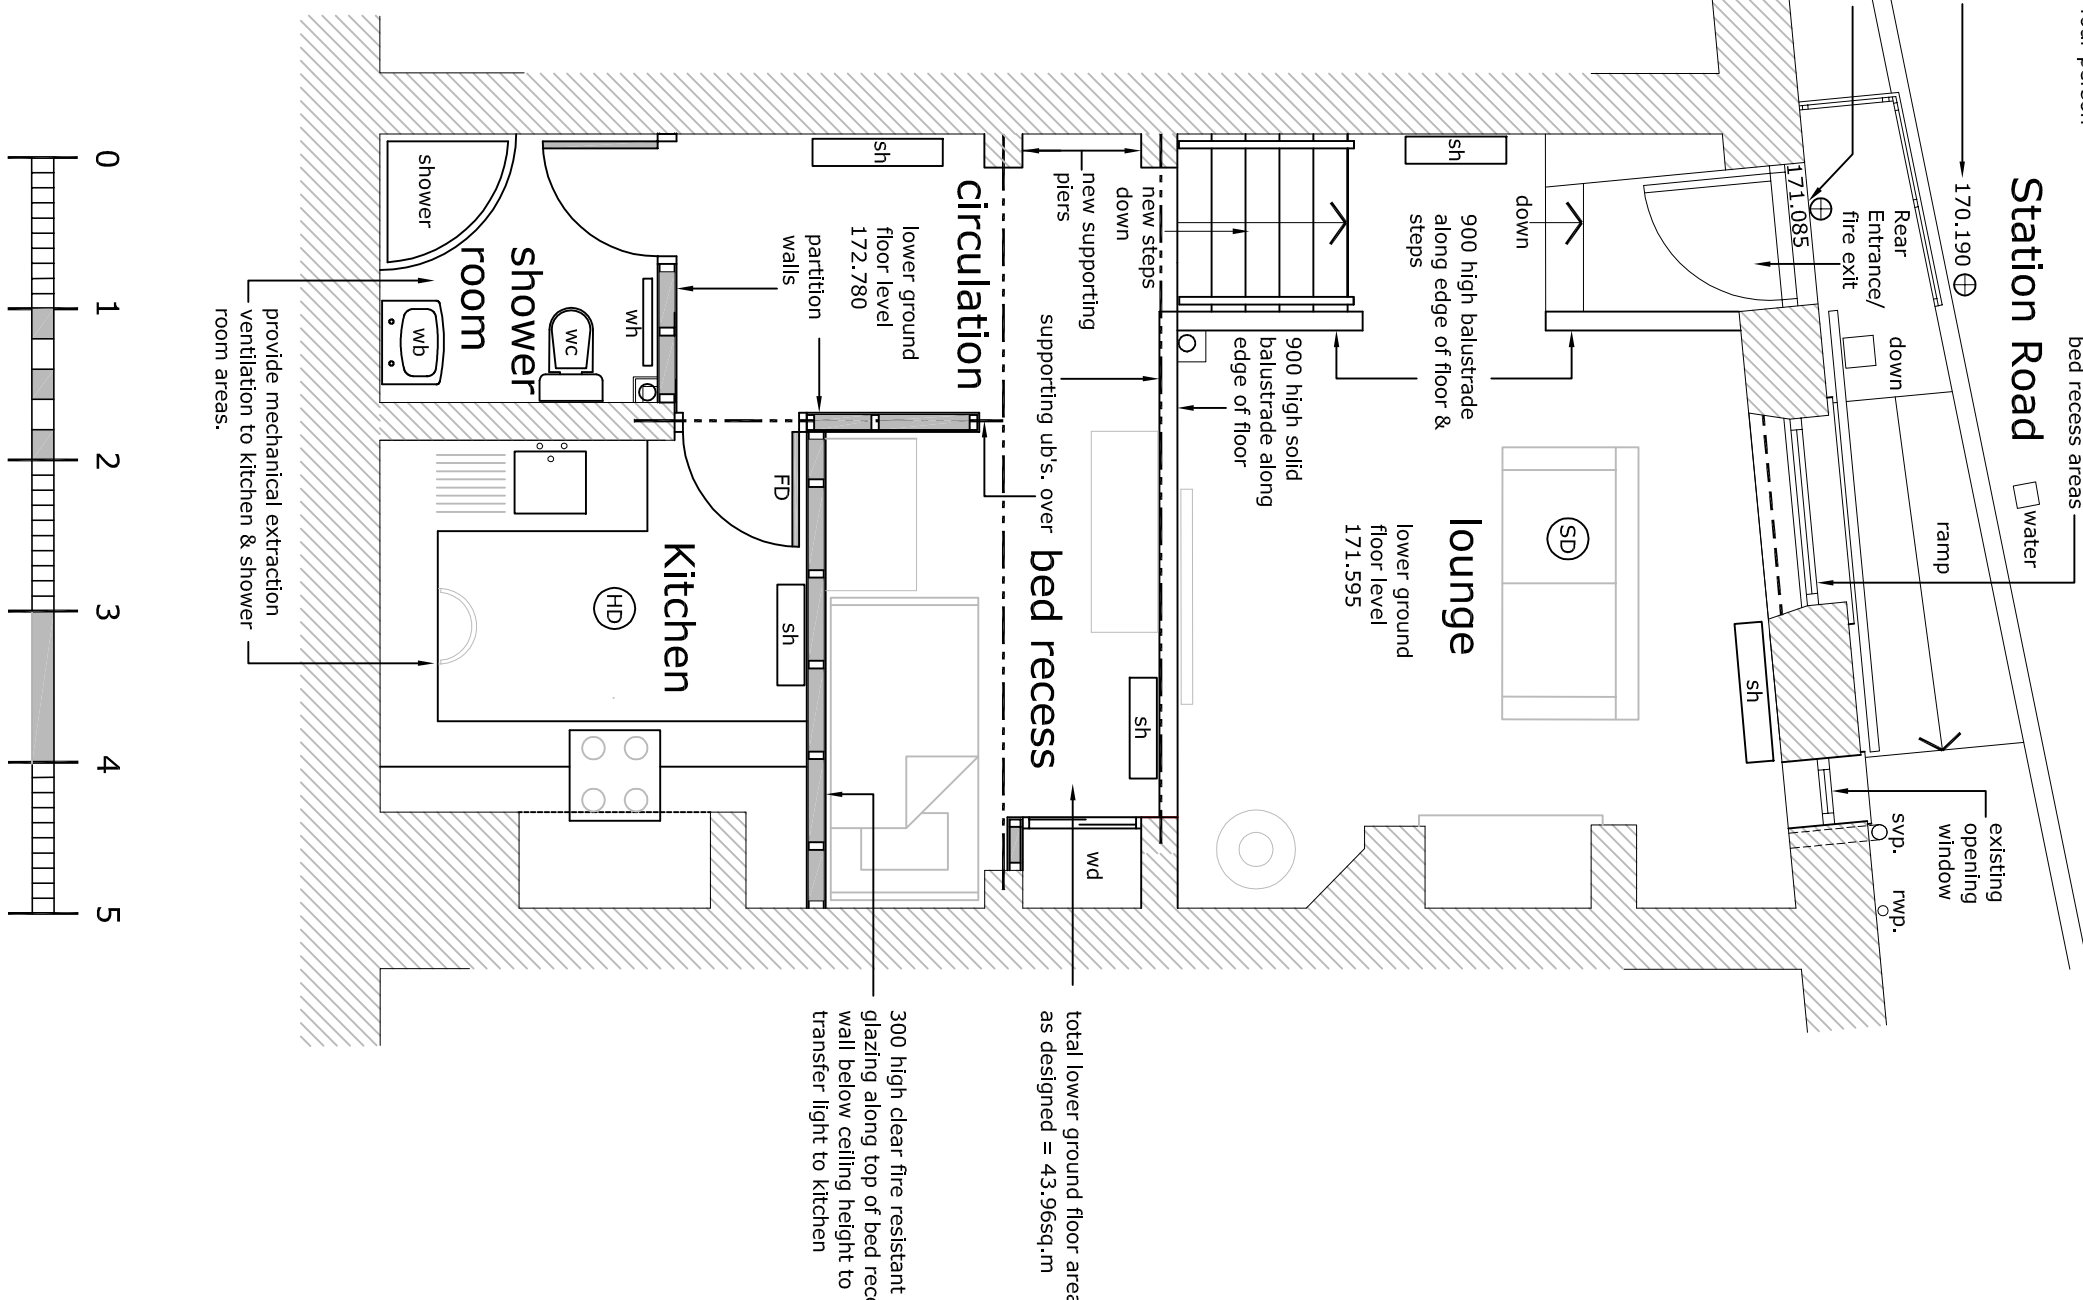 Station Road
170.190
171.085
Rear
Entrance/
fire exit
down
ramp
water
bed recess areas
existing
opening
window
svp.
rwp.
down
900 high balustrade
along edge of floor &
steps
sh
new steps
down
new supporting
piers
900 high solid
balustrade along
edge of floor
SD
lounge
lower ground
floor level
171.595
sh
circulation
lower ground
floor level
172.780
sh
partition
walls
supporting ub's. over
bed recess
sh
wd
shower
shower
room
wb
wc
wh
FD
Kitchen
HD
sh
provide mechanical extraction
ventilation to kitchen & shower
room areas.
total lower ground floor area
as designed = 43.96sq.m
300 high clear fire resistant
glazing along top of bed rece
wall below ceiling height to
transfer light to kitchen
0
1
2
3
4
5